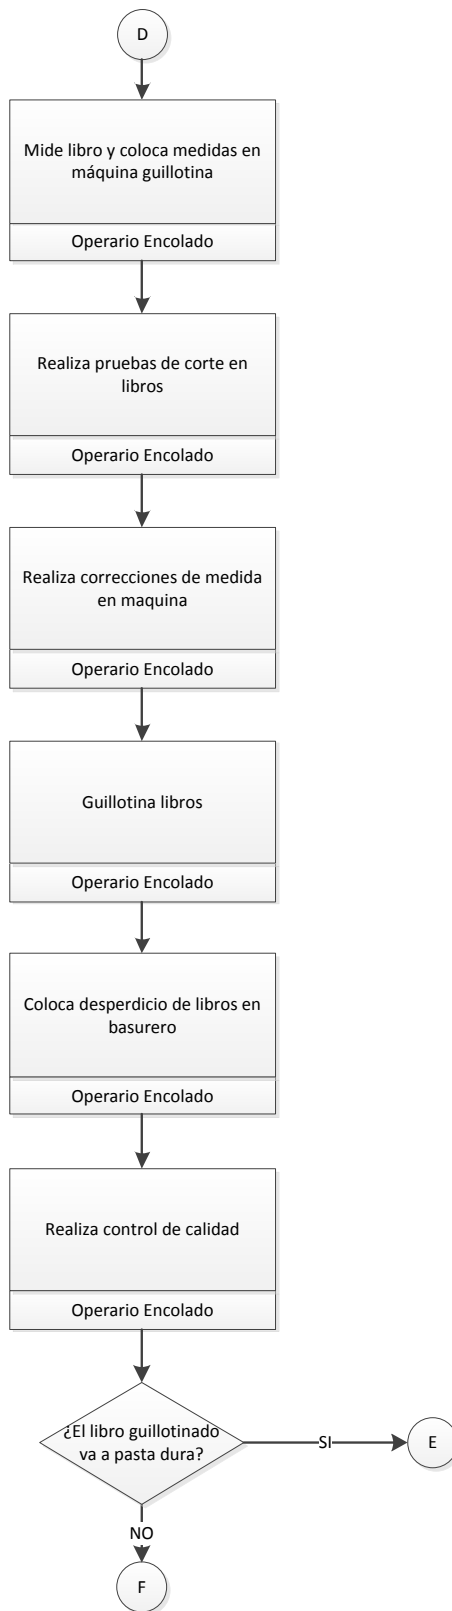 D
Mide libro y coloca medidas en
máquina guillotina
Operario Encolado
Realiza pruebas de corte en
libros
Operario Encolado
Realiza correcciones de medida
en maquina
Operario Encolado
Guillotina libros
Operario Encolado
Coloca desperdicio de libros en
basurero
Operario Encolado
Realiza control de calidad
Operario Encolado
¿El libro guillotinado
va a pasta dura?
SI
E
NO
F